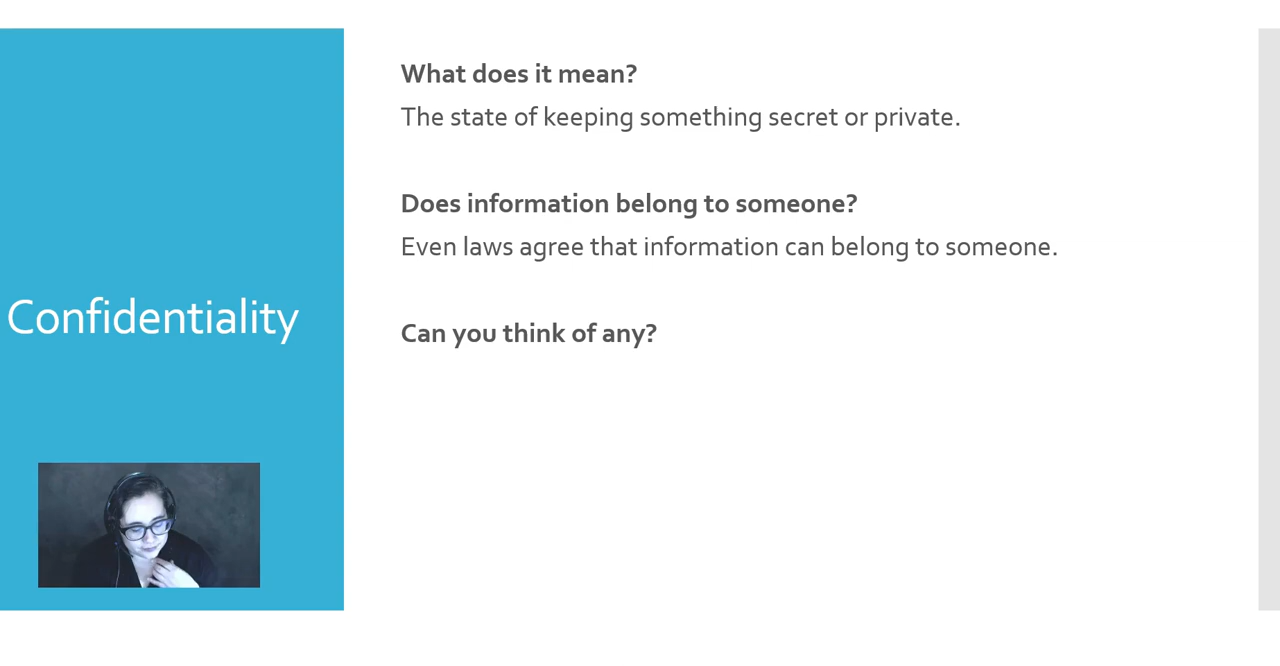 What does it mean?
The state of keeping something secret or private.
Does information belong to someone?
Even laws agree that information can belong to someone.
Confidentiality
Can you think of any?